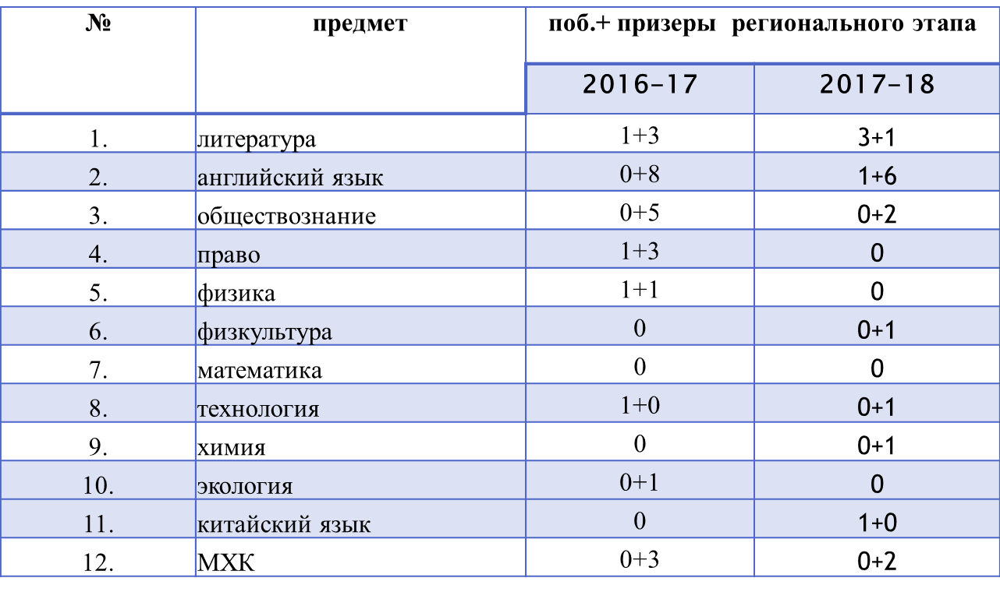 № предмет поб.+ призеры регионального этапа
2016-17 2017-18
1. литература 1+3 3+1
2. английский язык 0+8 1+6
3. обществознание 0+5 0+2
4. право 1+3 0
5. физика 1+1 0
6. физкультура 0 0+1
7. математика 0 0
8. технология 1+0 0+1
9. химия 0 0+1
10. экология 0+1 0
11. китайский язык 0 1+0
12. МХК 0+3 0+2